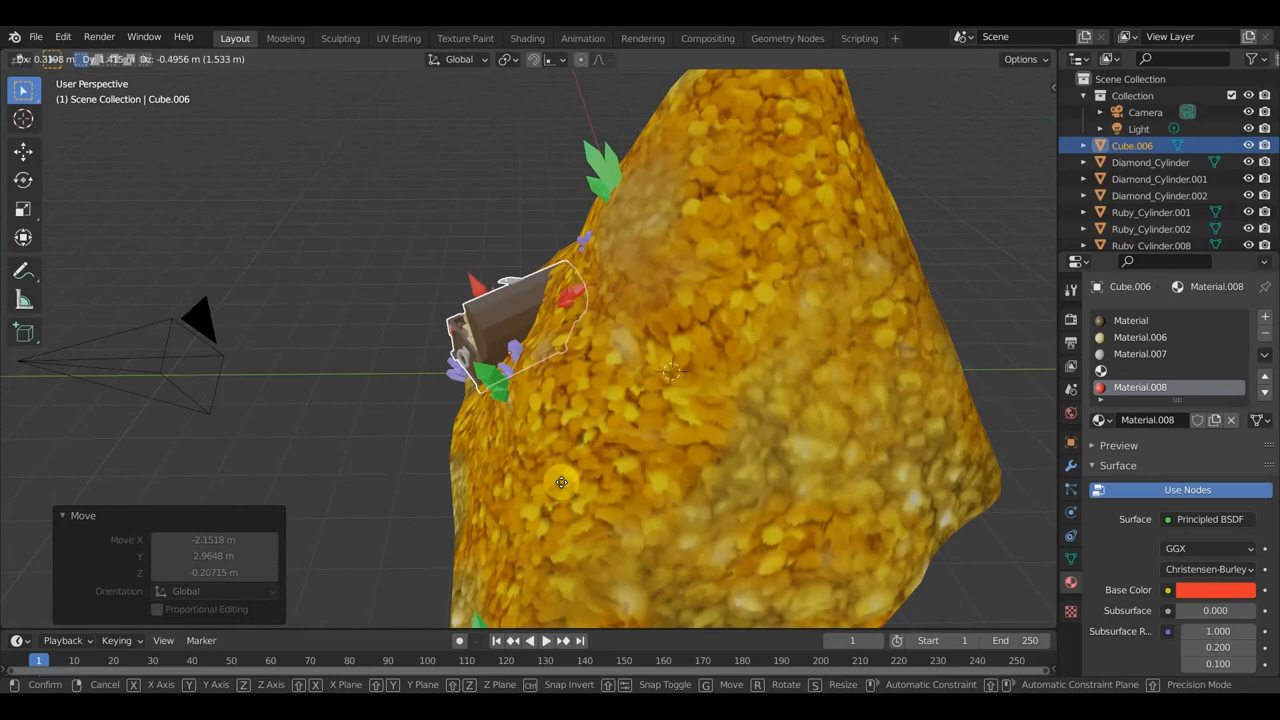 File Edit Render Window Help Layout Modeling Sculpting UV Editing Texture Paint Shading Animation Rendering Compositing Geometry Nodes Scripting + Scene View Layer
Dy: 1.415 m Dz: -0.4956 m (1.533 m) Global Options
User Perspective
(1) Scene Collection | Cube.006
Scene Collection
Collection
Camera
Light
Cube.006
Diamond_Cylinder
Diamond_Cylinder.001
Diamond_Cylinder.002
Ruby_Cylinder.001
Ruby_Cylinder.002
Ruby_Cylinder.008
Cube.006 Material.008
Material
Material.006
Material.007
Material.008
Material.008
Preview
Surface
Use Nodes
Surface Principled BSDF
GGX
Christensen-Burley
Base Color
Subsurface 0.000
Subsurface R... 1.000
0.200
0.100
Move
Move X -2.1518 m
Y 2.9648 m
Z -0.20715 m
Orientation Global
Proportional Editing
Playback Keying View Marker 1 Start 1 End 250
1 10 20 30 40 50 60 70 80 90 100 110 120 130 140 150 160 170 180 190 200 210 220 230 240 250
Confirm Cancel X X Axis Y Y Axis Z Z Axis X X Plane Y Y Plane Z Z Plane Ctrl Snap Invert Snap Toggle G Move R Rotate S Resize Automatic Constraint Automatic Constraint Plane Precision Mode